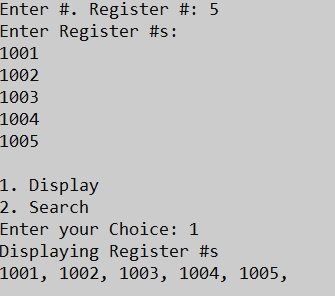 Enter #. Register #: 5
Enter Register #s:
1001
1002
1003
1004
1005
1. Display
2. Search
Enter your Choice: 1
Displaying Register #s
1001, 1002, 1003, 1004, 1005,